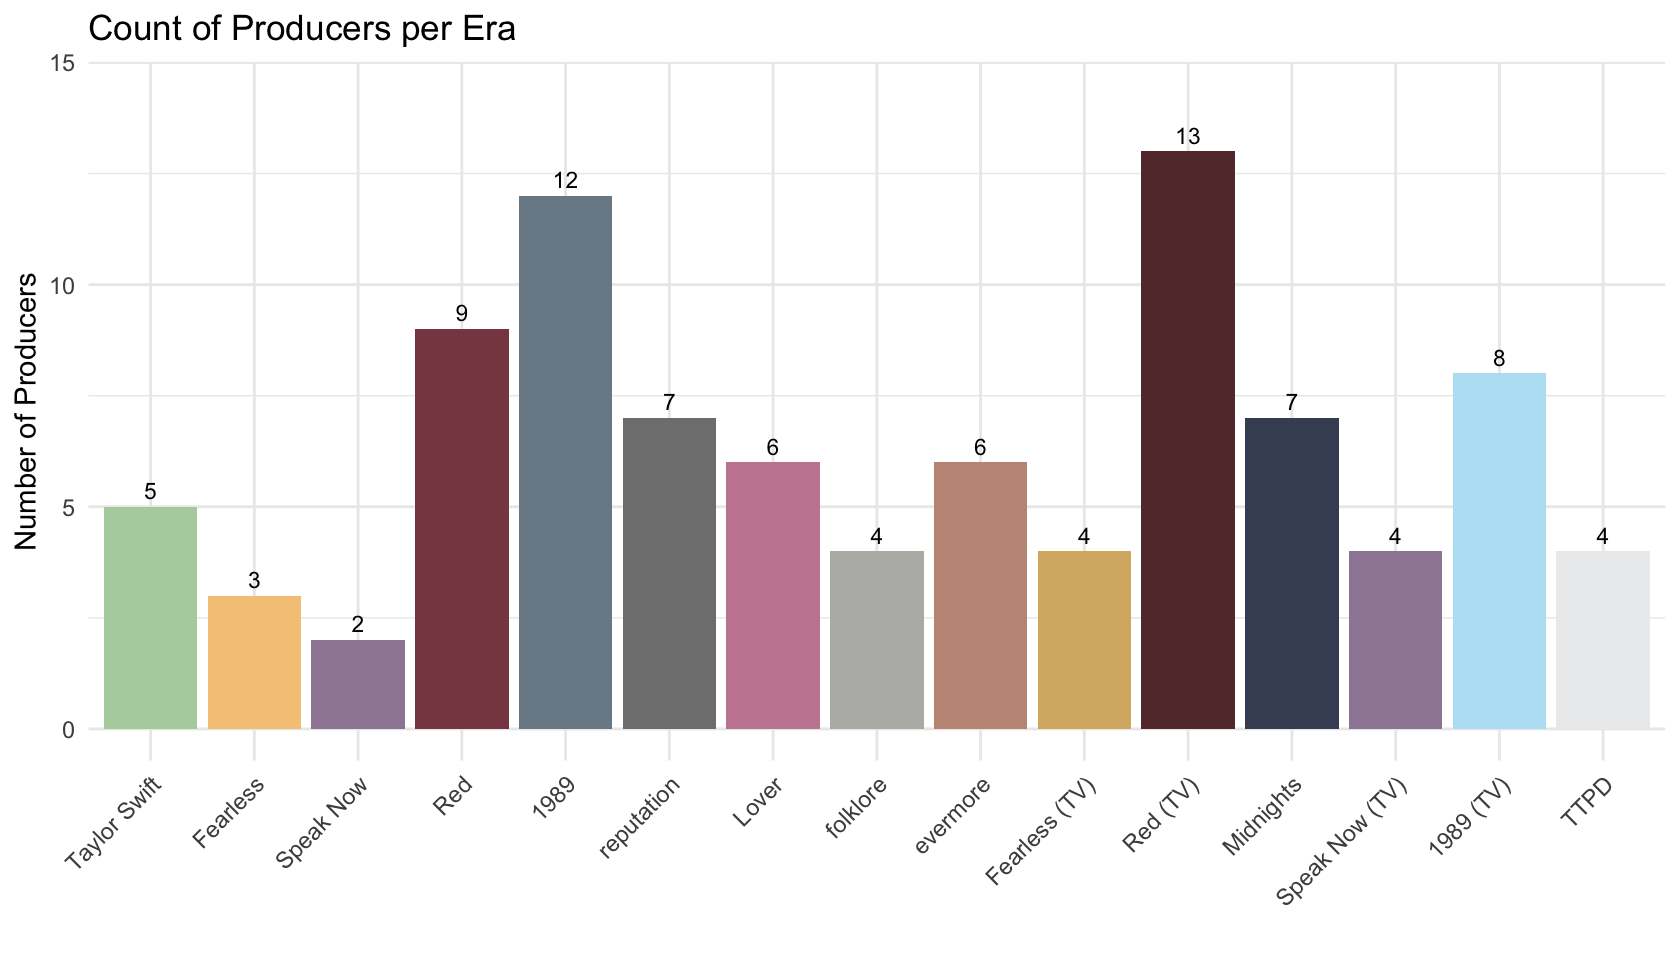 Count of Producers per Era
Number of Producers
15
10
5
0
5
3
2
9
12
7
6
4
6
4
13
7
4
8
4
Taylor Swift
Fearless
Speak Now
Red
1989
reputation
Lover
folklore
evermore
Fearless (TV)
Red (TV)
Midnights
Speak Now (TV)
1989 (TV)
TTPD